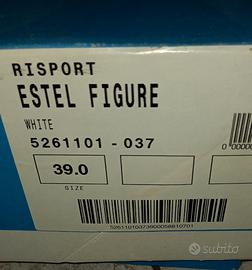 RISPORT
ESTEL FIGURE
WHITE
5261101 - 037
39.0
SIZE
subito